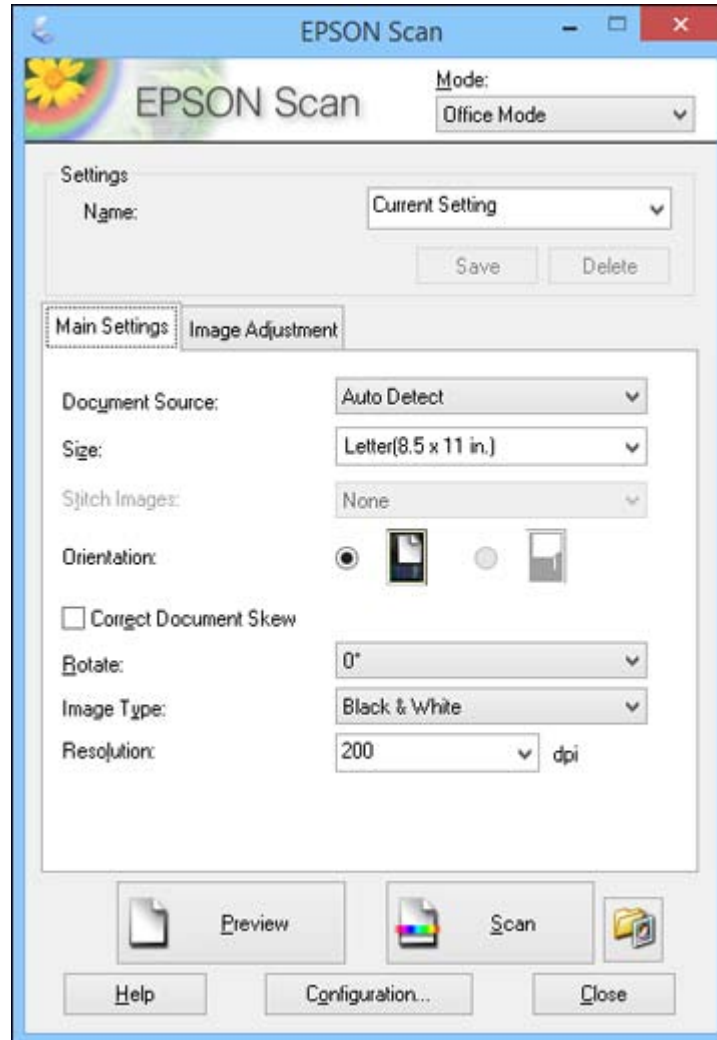 EPSON Scan
EPSON Scan
Mode:
Office Mode
Settings
Name:
Current Setting
Save
Delete
Main Settings
Image Adjustment
Document Source:
Auto Detect
Size:
Letter(8.5 x 11 in.)
Stitch Images:
None
Orientation:
Correct Document Skew
Rotate:
0°
Image Type:
Black & White
Resolution:
200
dpi
Preview
Scan
Help
Configuration...
Close